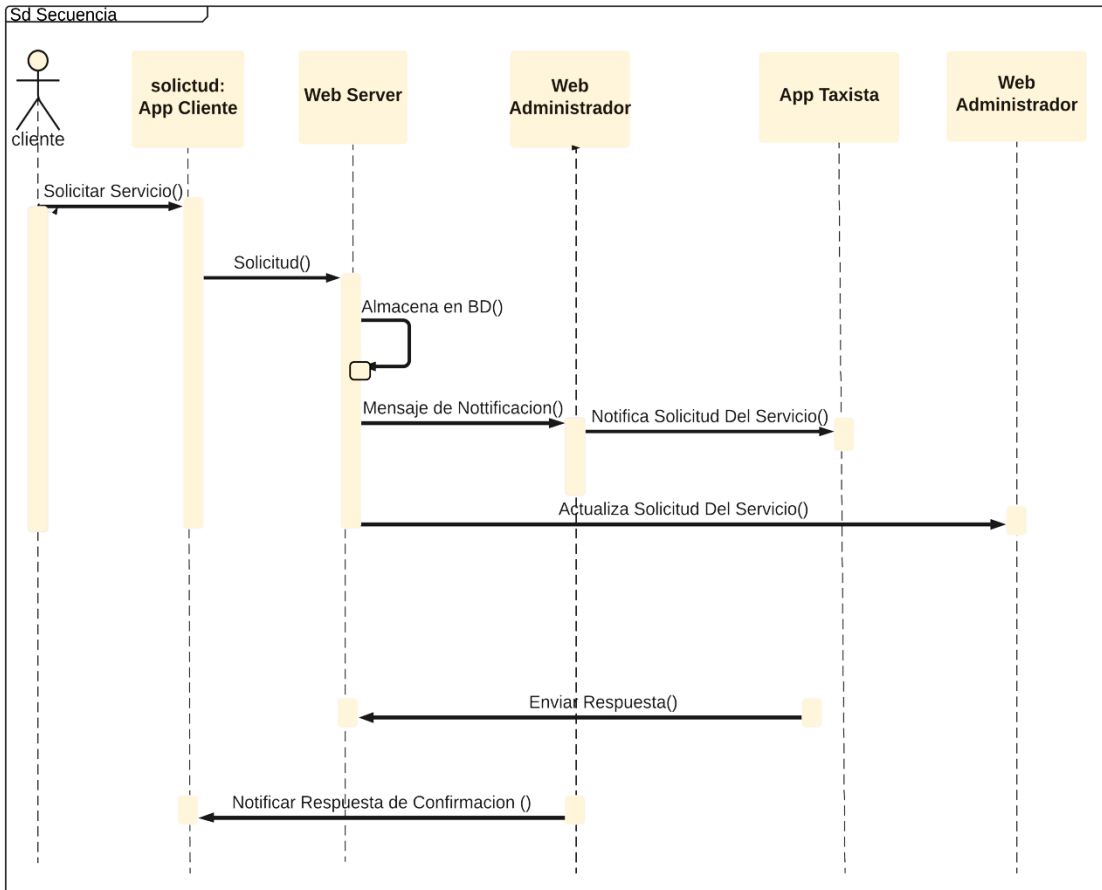 Sd Secuencia
cliente
solictud:
App Cliente
Web Server
Web
Administrador
App Taxista
Web
Administrador
Solicitar Servicio()
Solicitud()
Almacena en BD()
Mensaje de Nottificacion()
Notifica Solicitud Del Servicio()
Actualiza Solicitud Del Servicio()
Enviar Respuesta()
Notificar Respuesta de Confirmacion ()